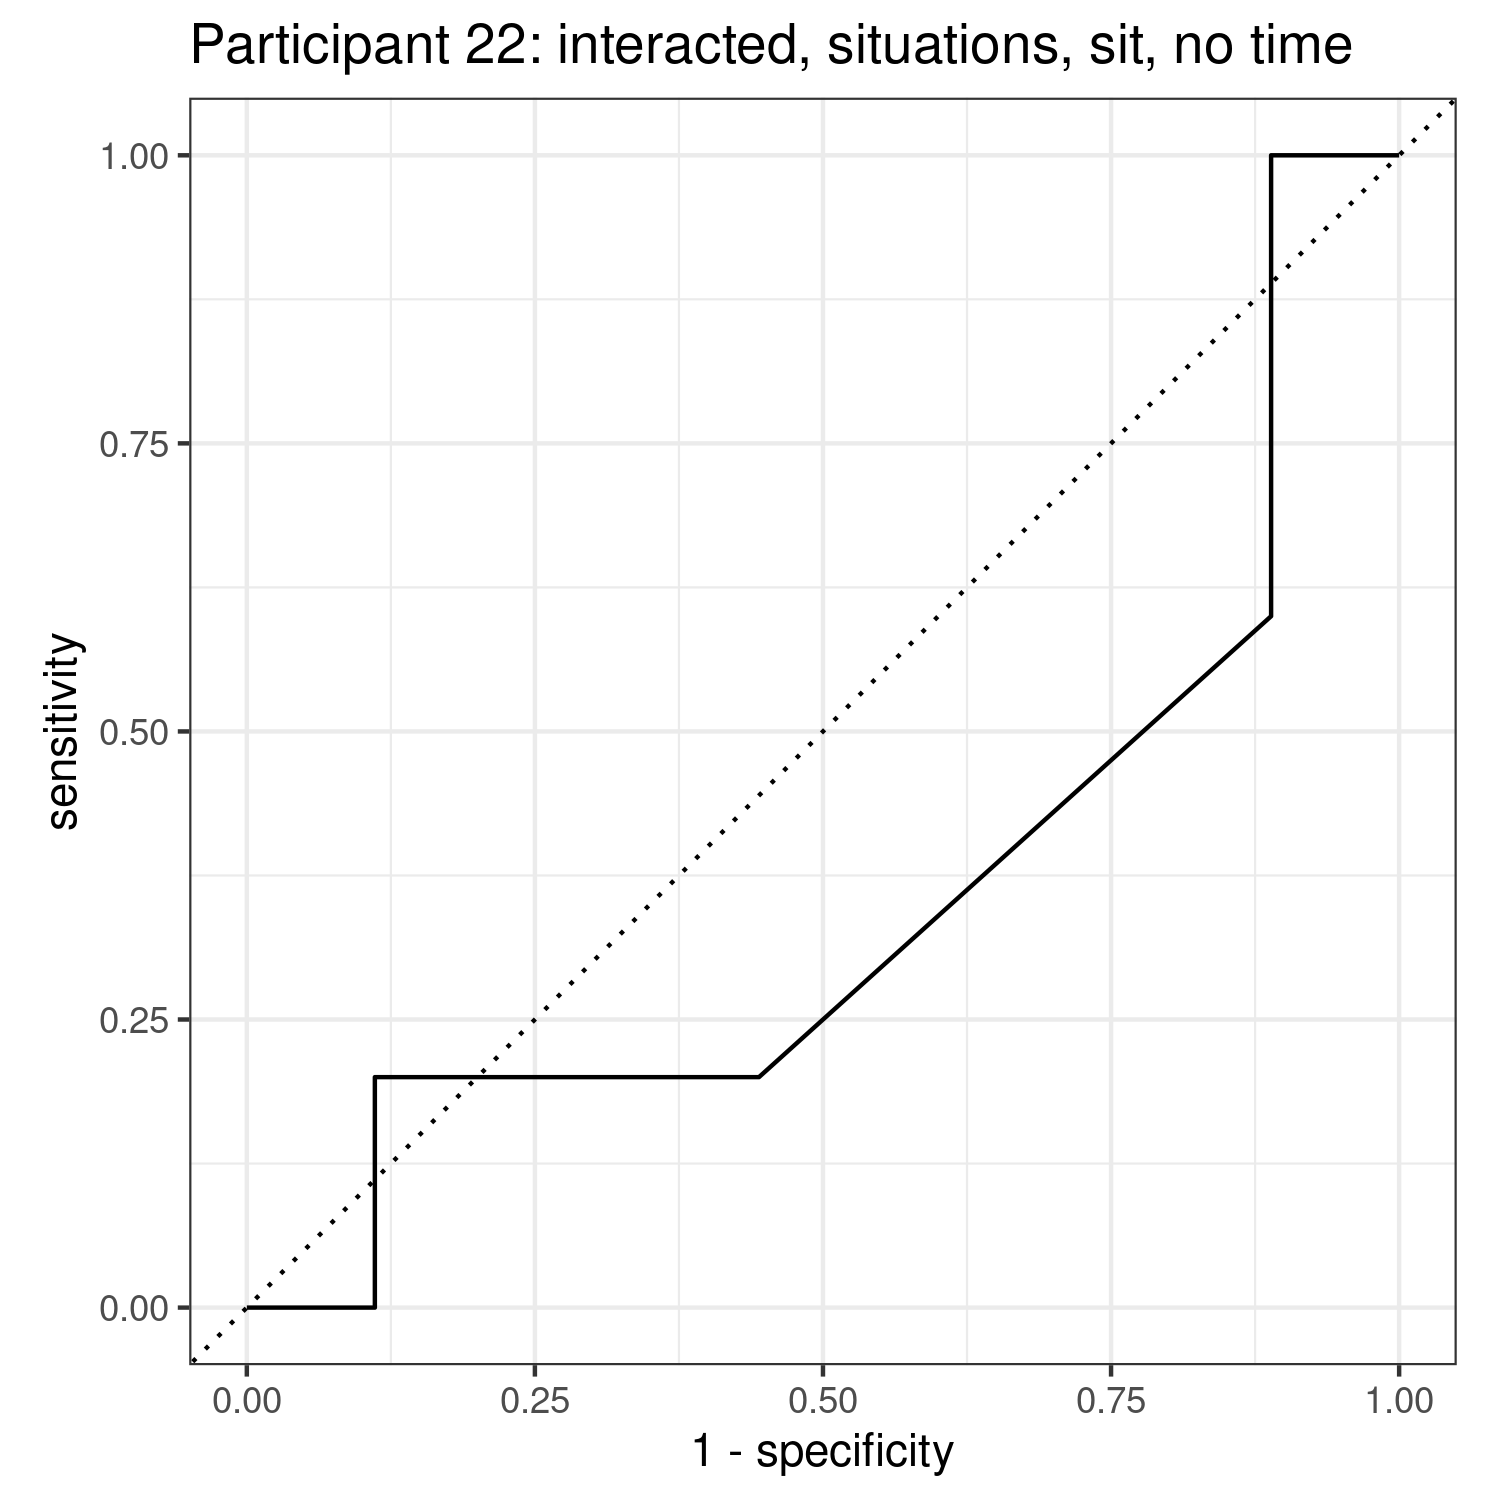 Participant 22: interacted, situations, sit, no time
1.00
0.75
0.50
0.25
0.00
sensitivity
0.00 0.25 0.50 0.75 1.00
1 - specificity